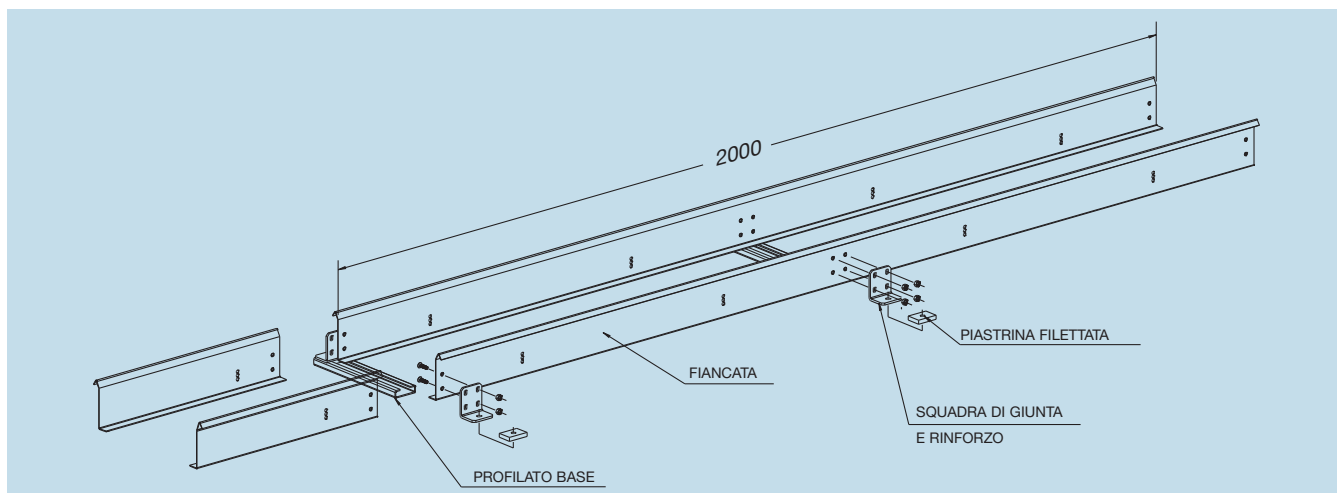 2000
PIASTRINA FILETTATA
FIANCATA
SQUADRA DI GIUNTA
E RINFORZO
PROFILATO BASE